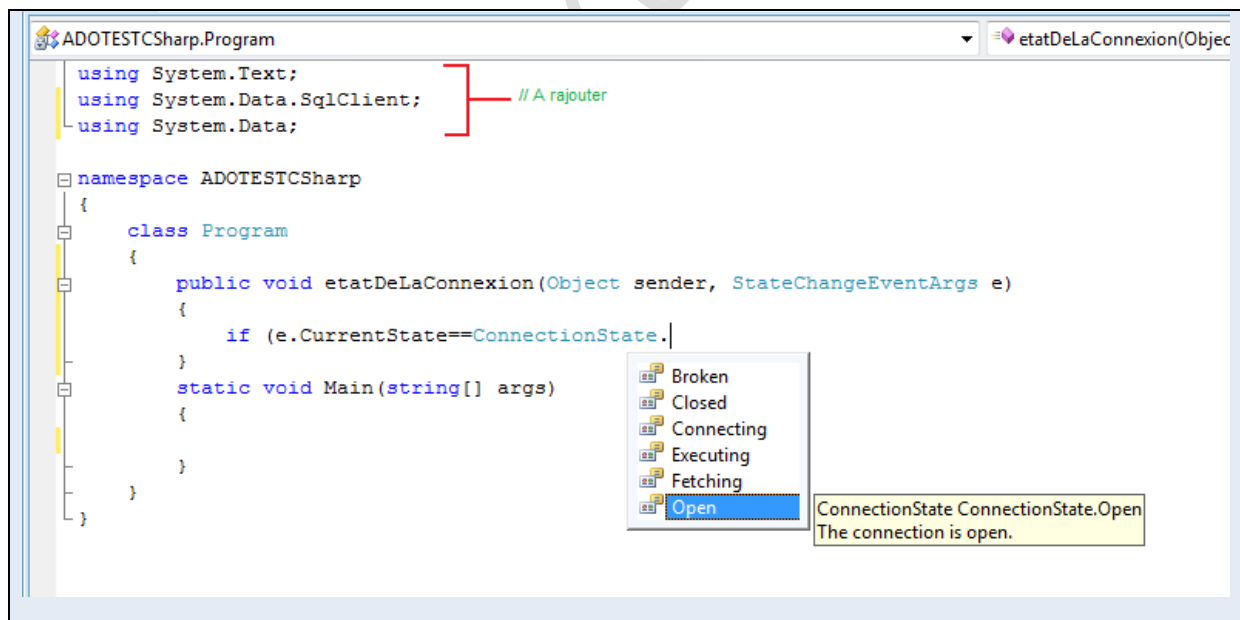 ADOTESTCSharp.Program
etatDeLaConnexion(Objec
using System.Text;
using System.Data.SqlClient; // A rajouter
using System.Data;
namespace ADOTESTCSharp
{
class Program
{
public void etatDeLaConnexion(Object sender, StateChangeEventArgs e)
{
if (e.CurrentState==ConnectionState.
}
static void Main(string[] args)
{
}
}
}
Broken
Closed
Connecting
Executing
Fetching
Open
ConnectionState ConnectionState.Open
The connection is open.